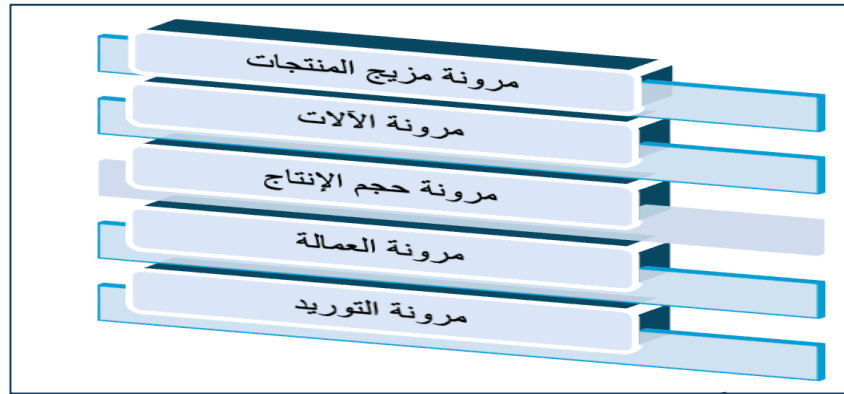 مرونة مزيج المنتجات
مرونة الآلات
مرونة حجم الإنتاج
مرونة العمالة
مرونة التوريد